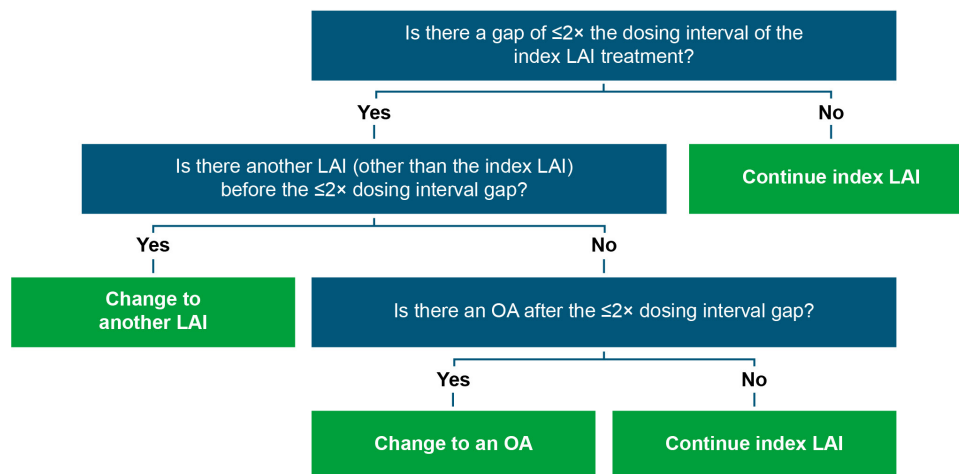 Is there a gap of ≤2× the dosing interval of the
index LAI treatment?
Yes
No
Is there another LAI (other than the index LAI)
before the ≤2× dosing interval gap?
Continue index LAI
Yes
No
Change to
another LAI
Is there an OA after the ≤2× dosing interval gap?
Yes
No
Change to an OA
Continue index LAI